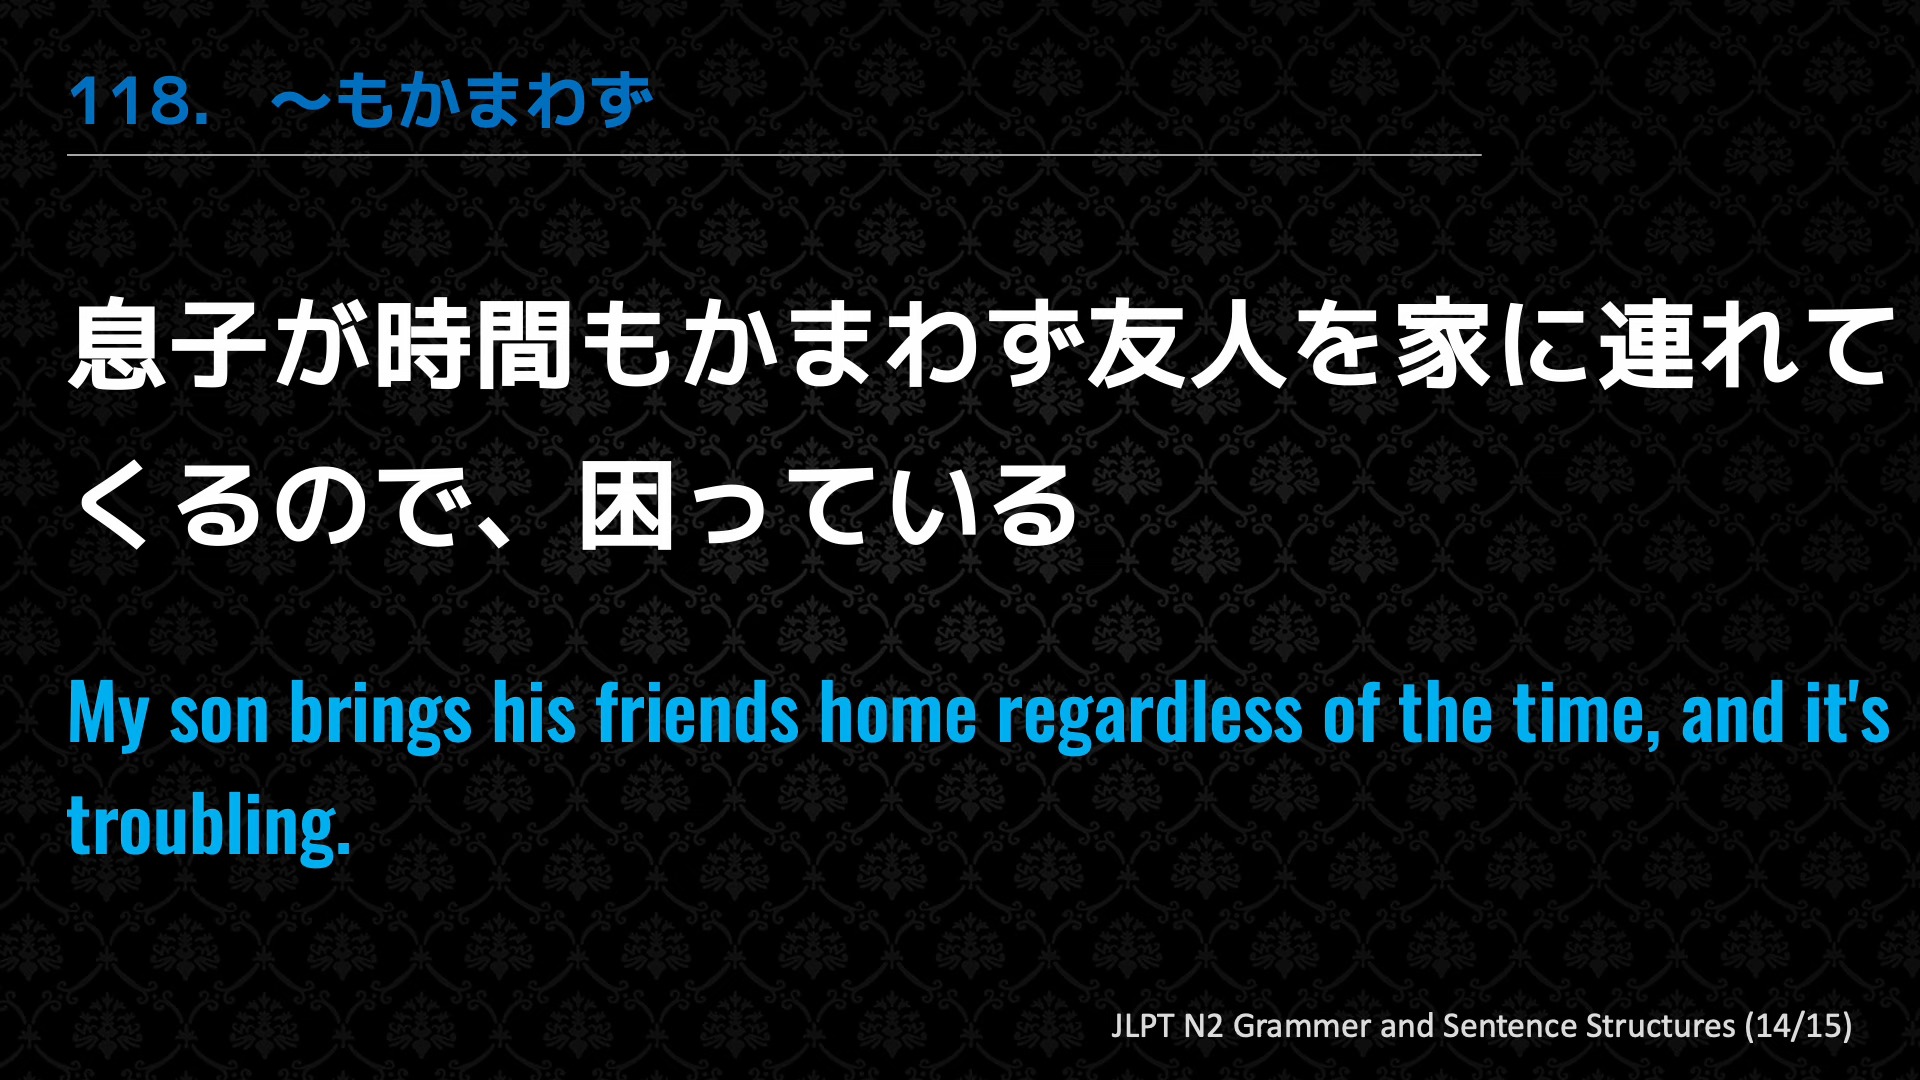 118.　～もかまわず
息子が時間もかまわず友人を家に連れて
くるので、困っている
My son brings his friends home regardless of the time, and it's
troubling.
JLPT N2 Grammer and Sentence Structures (14/15)